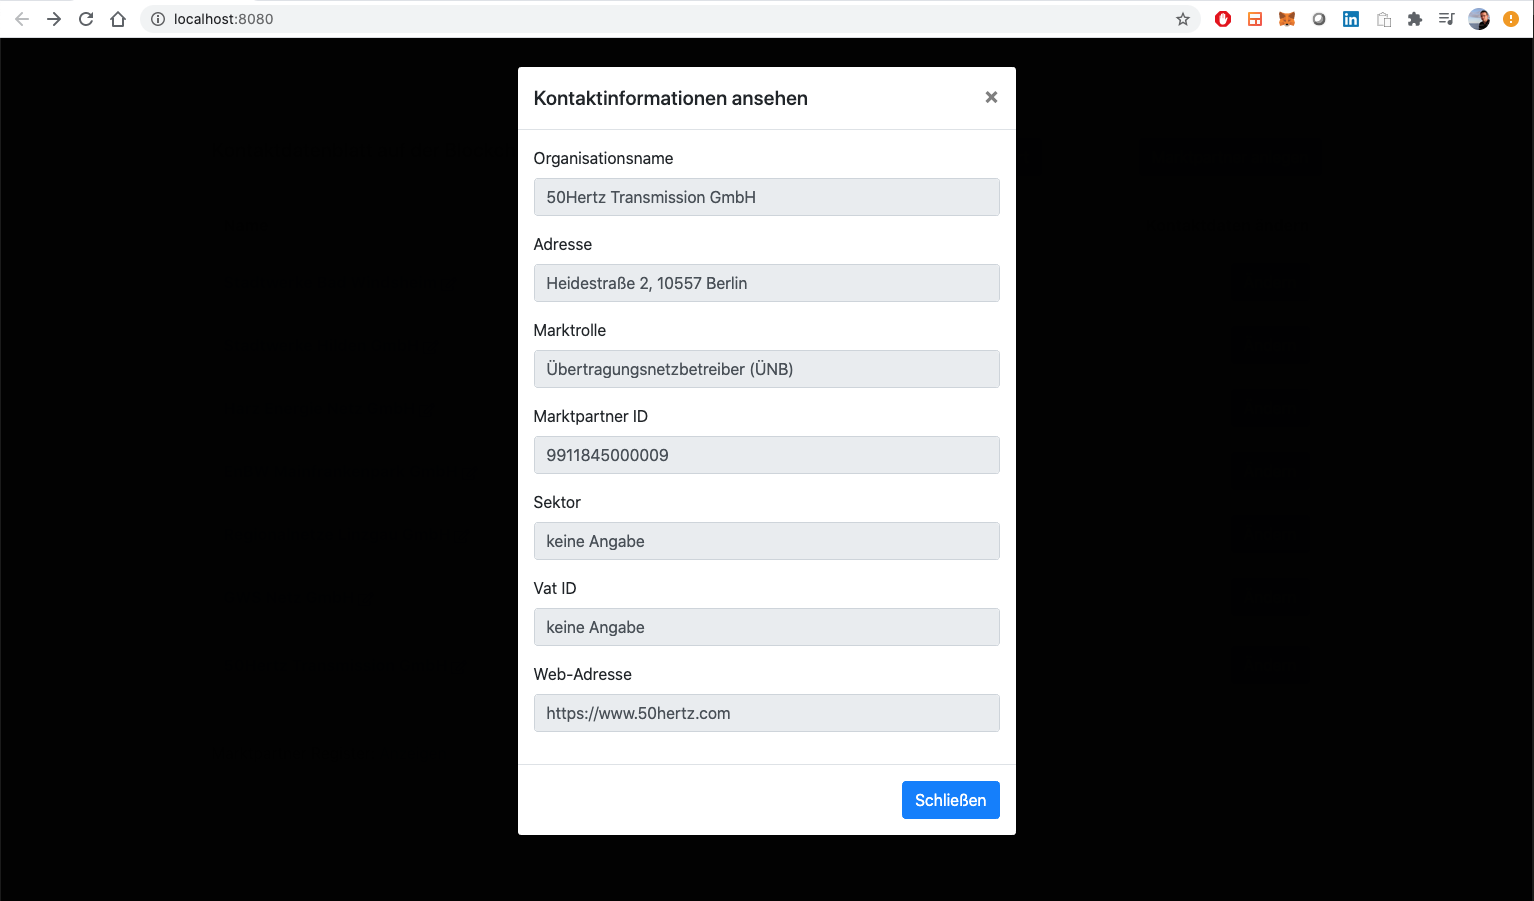 localhost:8080
Kontaktinformationen ansehen ×
Organisationsname
50Hertz Transmission GmbH
Adresse
Heidestraße 2, 10557 Berlin
Marktrolle
Übertragungsnetzbetreiber (ÜNB)
Marktpartner ID
9911845000009
Sektor
keine Angabe
Vat ID
keine Angabe
Web-Adresse
https://www.50hertz.com
Schließen